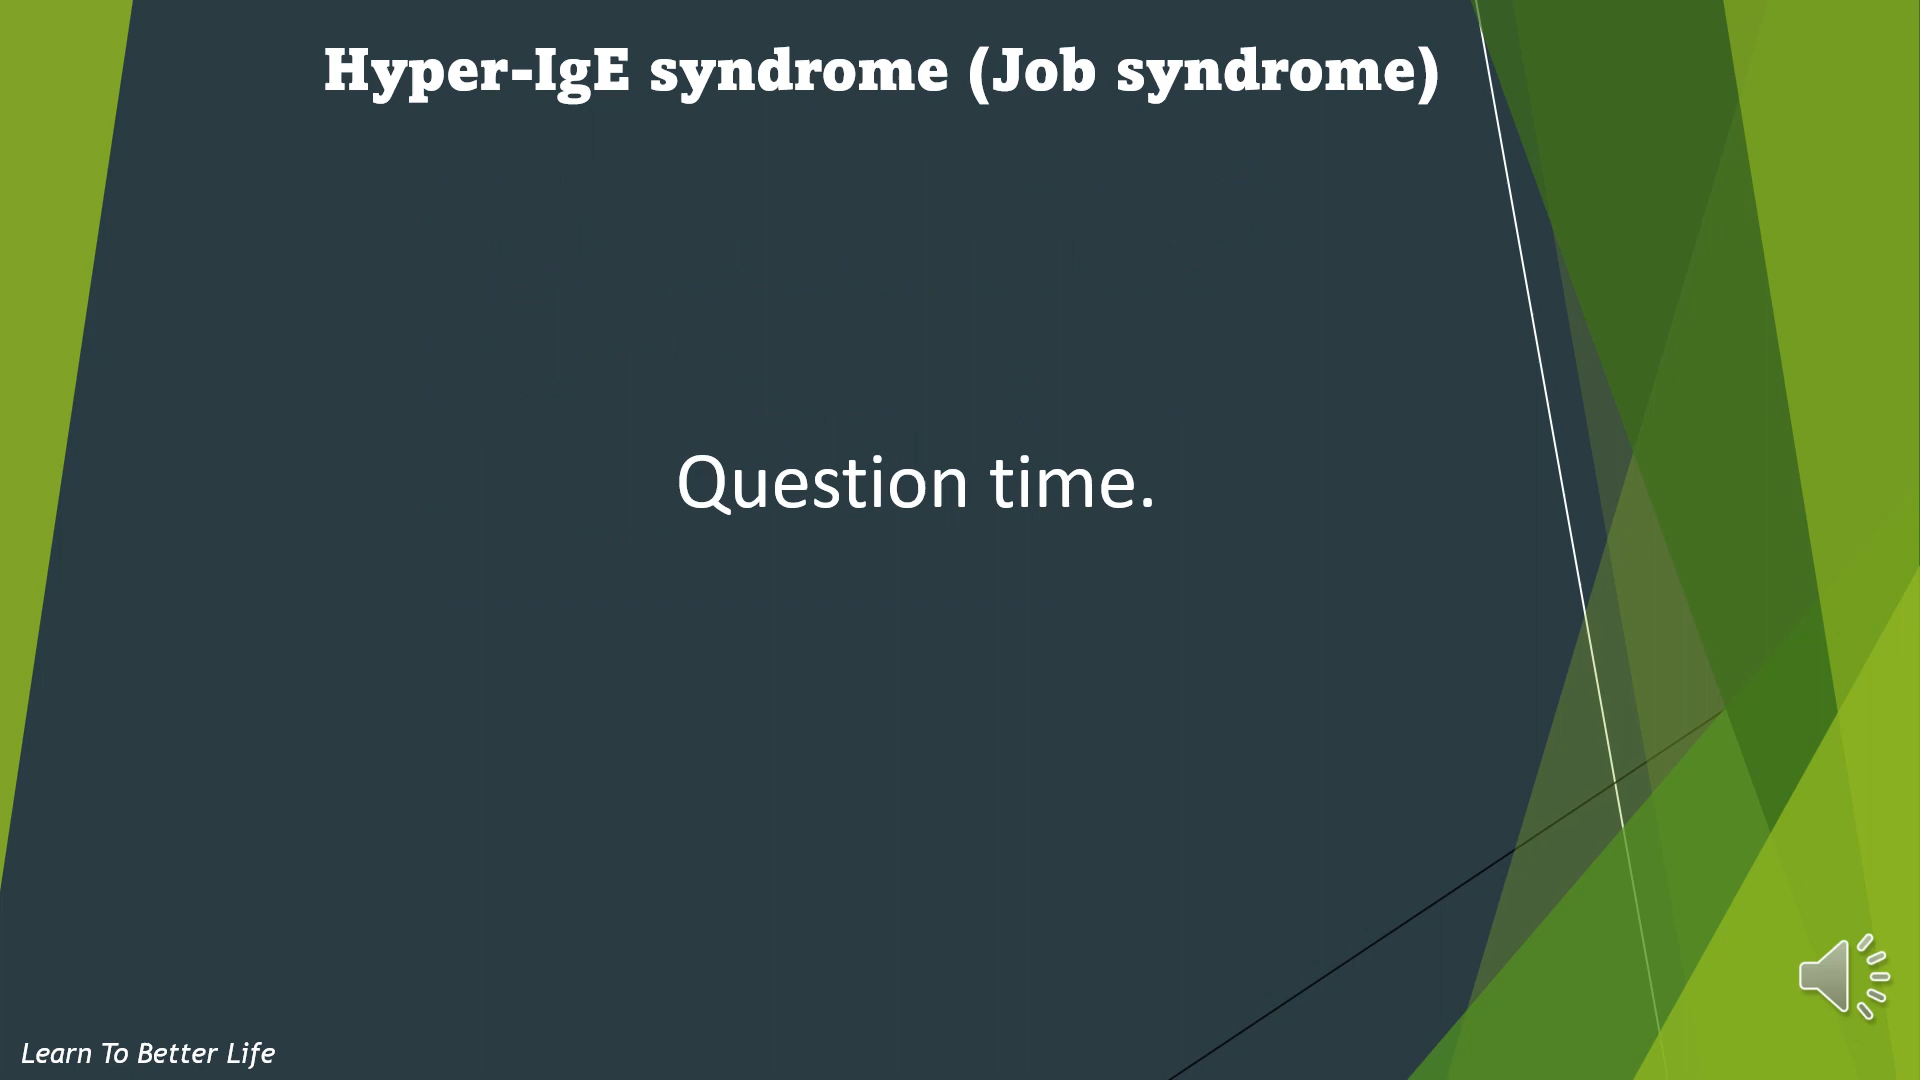 Hyper-IgE syndrome (Job syndrome)
Question time.
Learn To Better Life